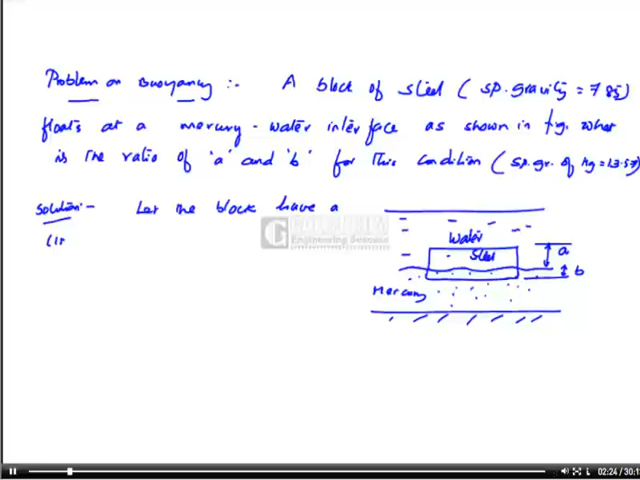 Problem on Buoyancy :- A block of steel ( sp. gravity = 7.85)
floats at a mercury - water interface as shown in fig. what
is the ratio of 'a' and 'b' for this condition ( sp. gr. of Hg = 13.57)
Solution:- Let the block have a
Water
a
Steel
b
Mercury
Engineering Success
02:24 / 30:1